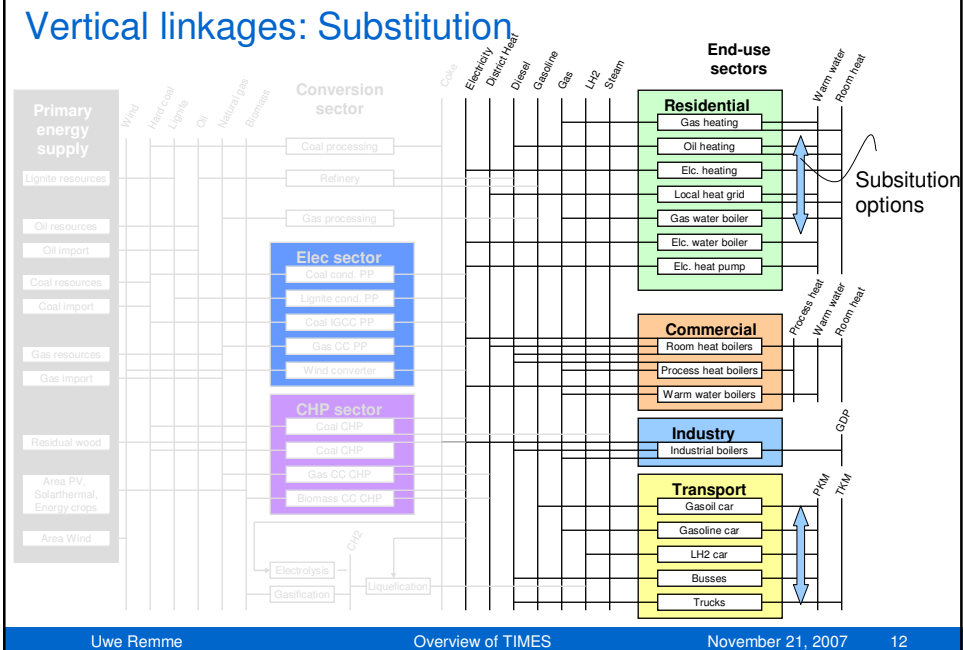 Vertical linkages: Substitution
Primary
energy
supply
Wind
Hard coal
Lignite
Oil
Natural gas
Biomass
Conversion
sector
Coke
Electricity
District Heat
Diesel
Gasoline
Gas
LH2
Steam
End-use
sectors
Warm water
Room heat
Lignite resources
Oil resources
Oil import
Coal resources
Coal import
Gas resources
Gas import
Residual wood
Area PV,
Solarthermal,
Energy crops
Area Wind
Coal processing
Refinery
Gas processing
Elec sector
Coal cond. PP
Lignite cond. PP
Coal IGCC PP
Gas CC PP
Wind converter
CHP sector
Coal CHP
Coal CHP
Gas CC CHP
Biomass CC CHP
CH2
Electrolysis
Gasification
Liquefication
Residential
Gas heating
Oil heating
Elc. heating
Local heat grid
Gas water boiler
Elc. water boiler
Elc. heat pump
Subsitution
options
Process heat
Warm water
Room heat
Commercial
Room heat boilers
Process heat boilers
Warm water boilers
GDP
Industry
Industrial boilers
PKM
TKM
Transport
Gasoil car
Gasoline car
LH2 car
Busses
Trucks
Uwe Remme
Overview of TIMES
November 21, 2007
12